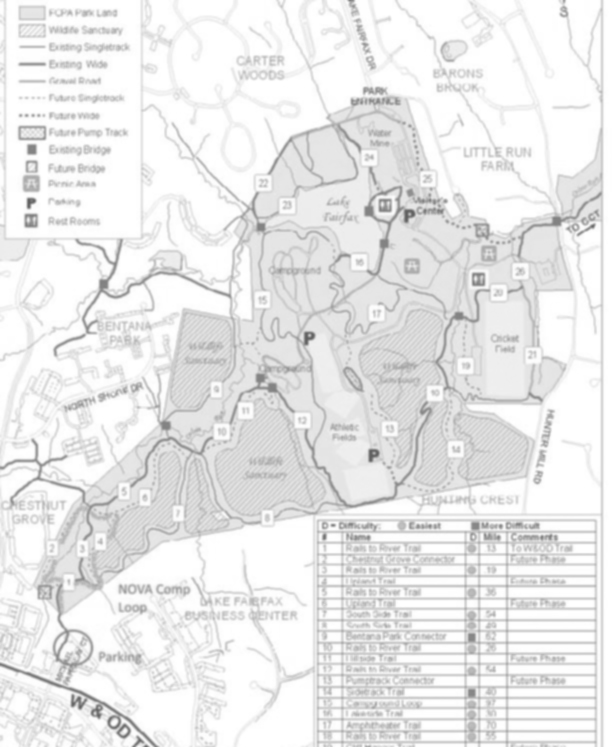 FCPA Park Land
Wildlife Sanctuary
Existing Singletrack
Existing Wide
Gravel Road
Future Singletrack
Future Wide
Future Pump Track
Existing Bridge
Future Bridge
Picnic Area
Parking
Rest Rooms
LAKE FAIRFAX DR
CARTER
WOODS
BARONS
BROOK
PARK
ENTRANCE
Water
Mine
LITTLE RUN
FARM
24
25
22
23
Lake
Fairfax
P
Center
TO CCT
Campground
16
26
15
17
20
BENTANA
PARK
Wildlife
Sanctuary
P
Cricket
Field
21
Wildlife
Sanctuary
19
NORTH SHORE DR
Campground
9
10
11
12
10
Athletic
Fields
13
14
HUNTER MILL RD
Wildlife
Sanctuary
P
5
6
7
8
HUNTING CREST
CHESTNUT
GROVE
2
3
4
1
NOVA Comp
Loop
LAKE FAIRFAX
BUSINESS CENTER
Parking
W & OD
D = Difficulty: Easiest More Difficult
# Name D Mile Comments
1 Rails to River Trail .13 To W&OD Trail
2 Chestnut Grove Connector Future Phase
3 Rails to River Trail .19
4 Upland Trail Future Phase
5 Rails to River Trail .36
6 Upland Trail Future Phase
7 South Side Trail .54
8 South Side Trail .49
9 Bentana Park Connector .62
10 Rails to River Trail .26
11 Hillside Trail Future Phase
12 Rails to River Trail .54
13 Pumptrack Connector Future Phase
14 Sidetrack Trail .40
15 Campground Loop .97
16 Lakeside Trail .30
17 Amphitheater Trail .70
18 Rails to River Trail .55